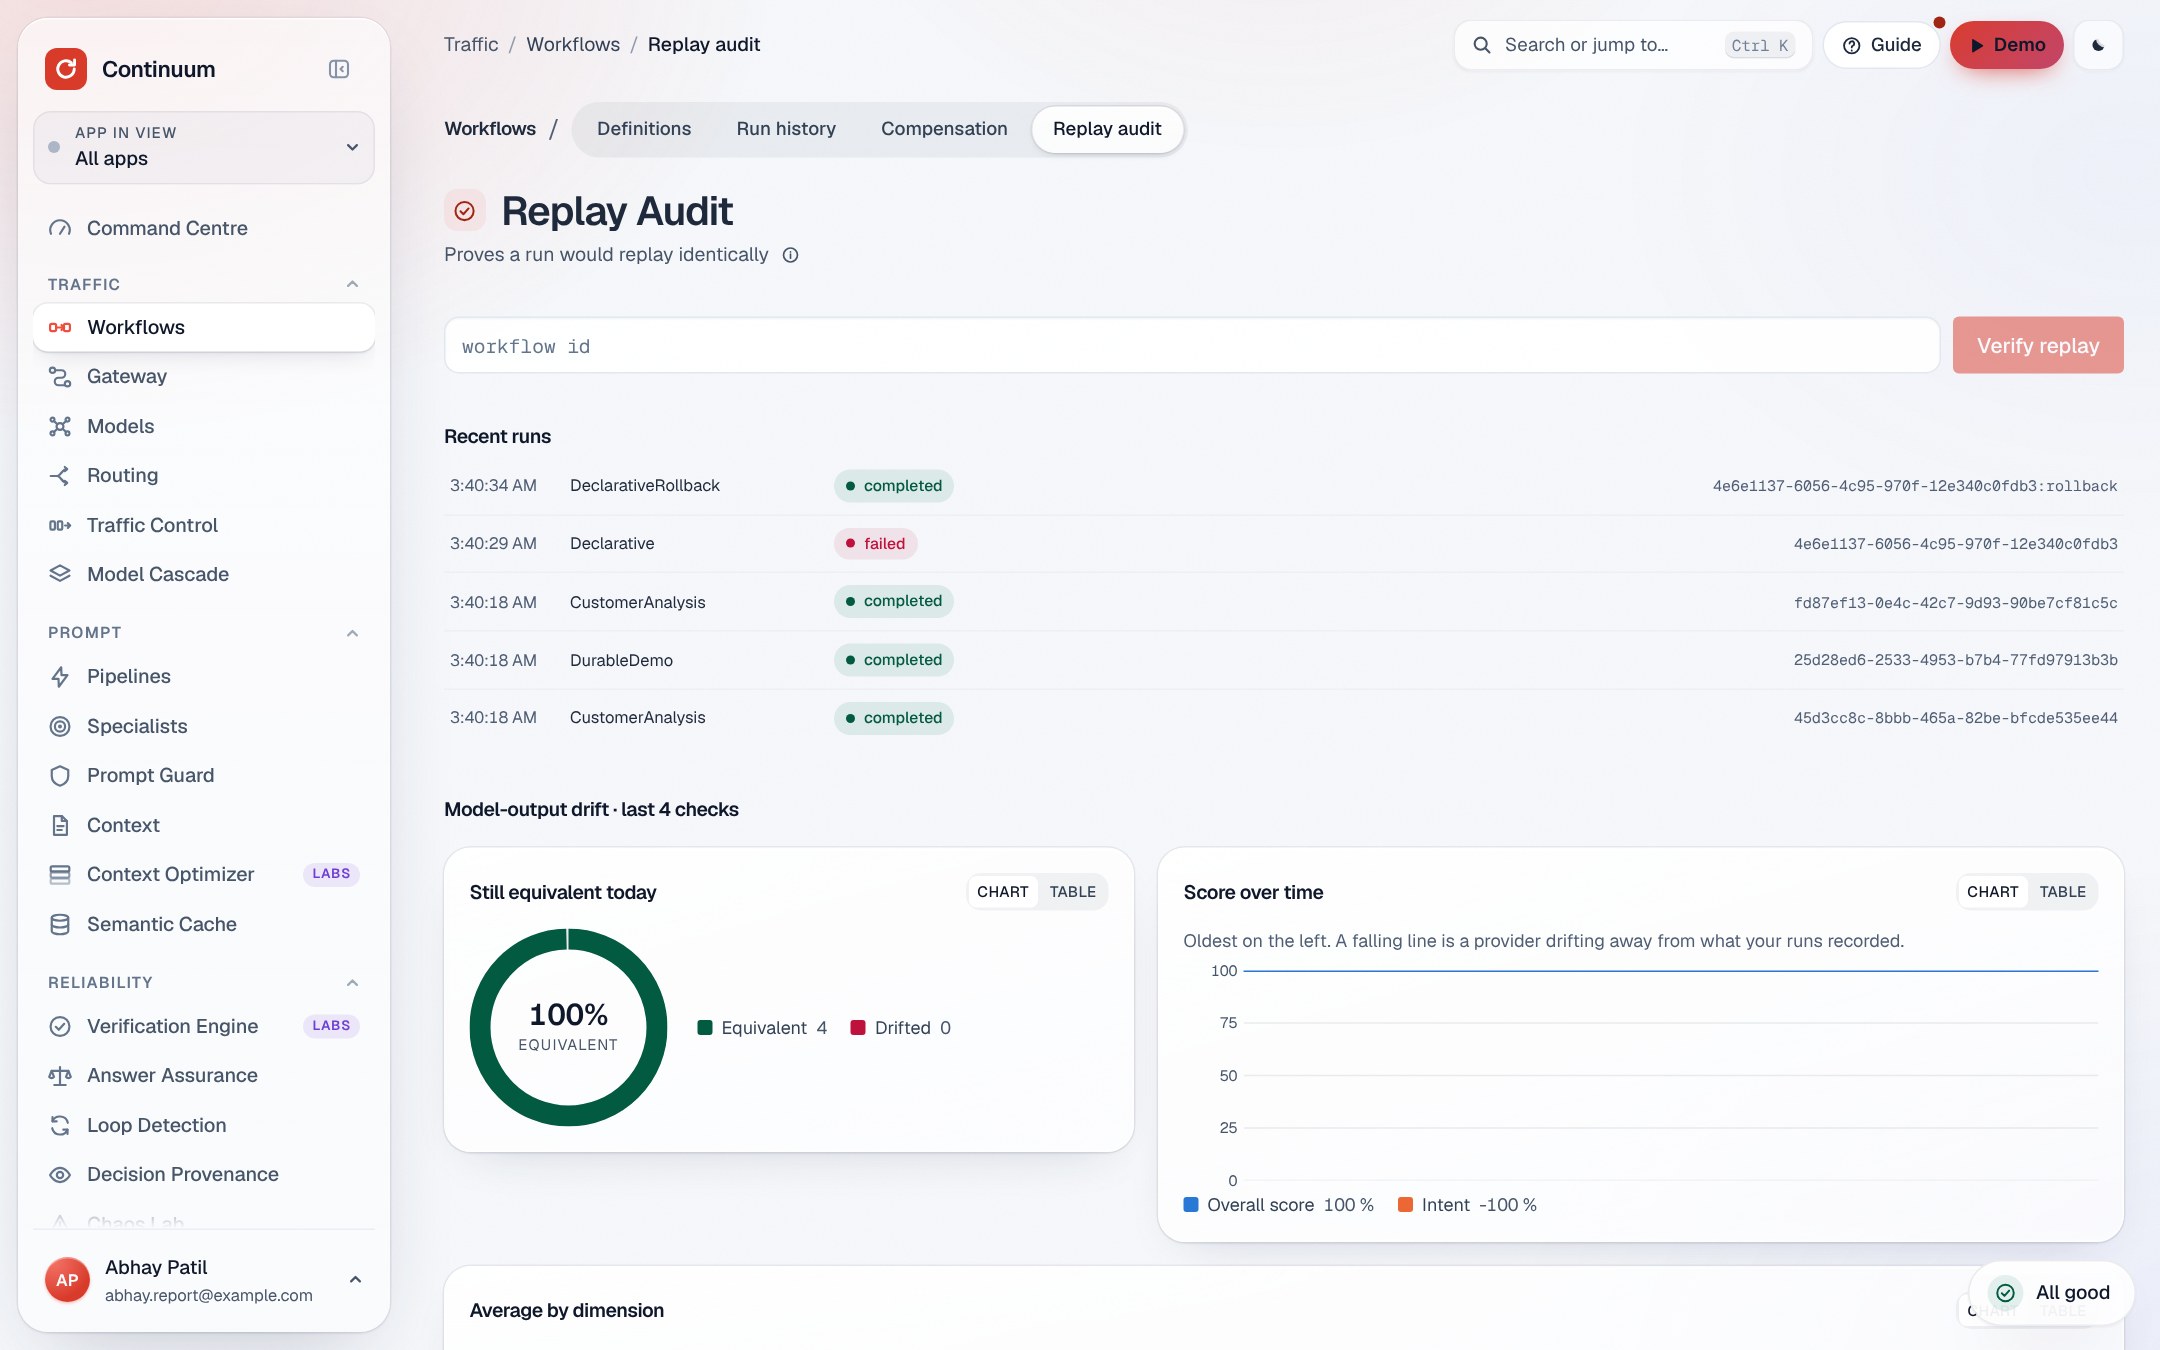 Continuum
APP IN VIEW
All apps
Command Centre
TRAFFIC
Workflows
Gateway
Models
Routing
Traffic Control
Model Cascade
PROMPT
Pipelines
Specialists
Prompt Guard
Context
Context Optimizer LABS
Semantic Cache
RELIABILITY
Verification Engine LABS
Answer Assurance
Loop Detection
Decision Provenance
Chaos Lab
AP
Abhay Patil
abhay.report@example.com
Traffic / Workflows / Replay audit
Search or jump to... Ctrl K
Guide
Demo
Workflows / Definitions Run history Compensation Replay audit
Replay Audit
Proves a run would replay identically
workflow id
Verify replay
Recent runs
3:40:34 AM DeclarativeRollback completed 4e6e1137-6056-4c95-970f-12e340c0fdb3:rollback
3:40:29 AM Declarative failed 4e6e1137-6056-4c95-970f-12e340c0fdb3
3:40:18 AM CustomerAnalysis completed fd87ef13-0e4c-42c7-9d93-90be7cf81c5c
3:40:18 AM DurableDemo completed 25d28ed6-2533-4953-b7b4-77fd97913b3b
3:40:18 AM CustomerAnalysis completed 45d3cc8c-8bbb-465a-82be-bfcde535ee44
Model-output drift · last 4 checks
Still equivalent today
CHART TABLE
100%
EQUIVALENT
Equivalent 4 Drifted 0
Score over time
CHART TABLE
Oldest on the left. A falling line is a provider drifting away from what your runs recorded.
100
75
50
25
0
Overall score 100 % Intent -100 %
Average by dimension
CHART TABLE
All good